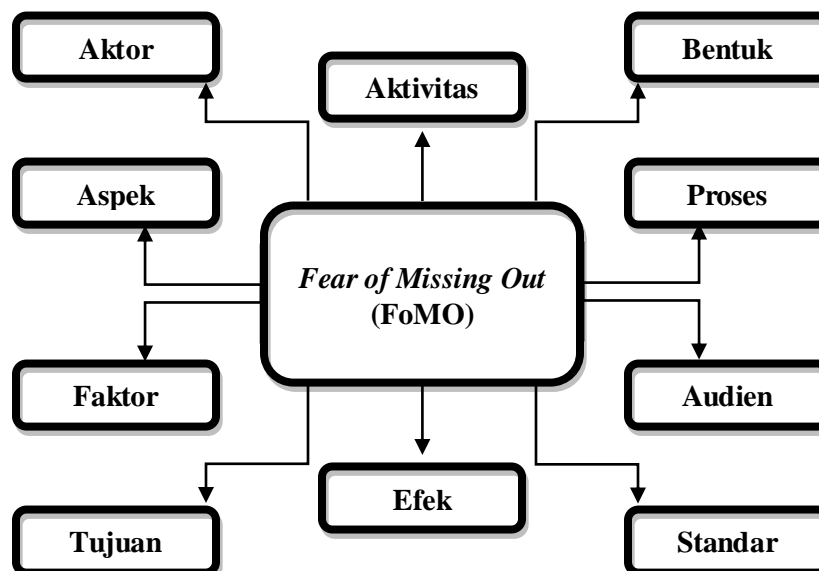 Aktor
Aktivitas
Bentuk
Aspek
Proses
Fear of Missing Out
(FoMO)
Faktor
Audien
Tujuan
Efek
Standar